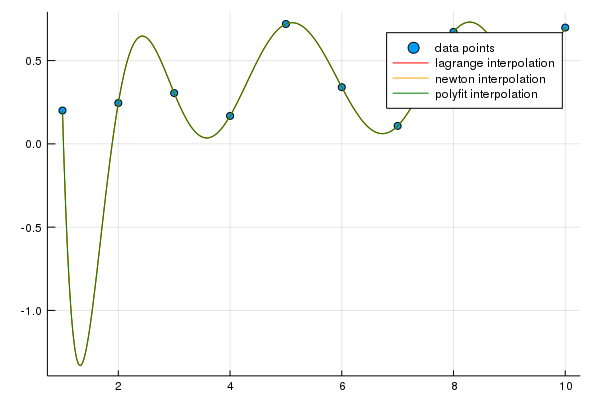 0.5
0.0
-0.5
-1.0
data points
lagrange interpolation
newton interpolation
polyfit interpolation
2
4
6
8
10